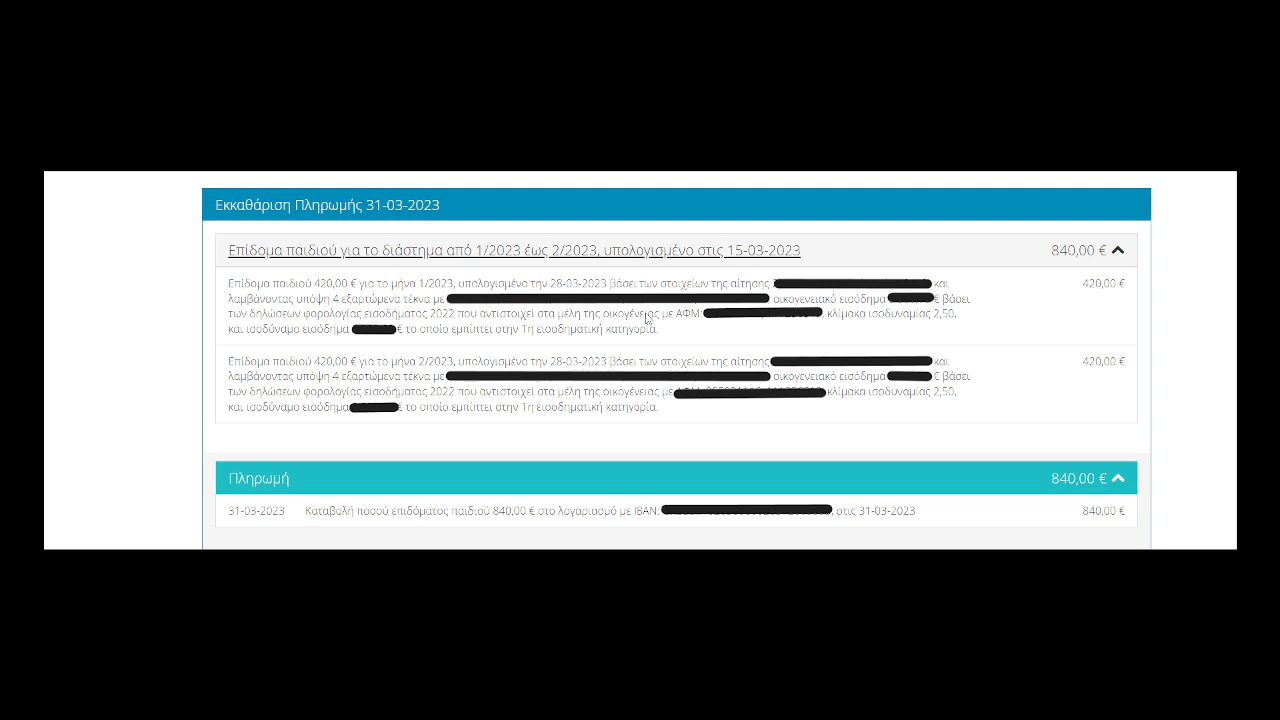 Εκκαθάριση Πληρωμής 31-03-2023
Επίδομα παιδιού για το διάστημα από 1/2023 έως 2/2023, υπολογισμένο στις 15-03-2023 840,00 €
Επίδομα παιδιού 420,00 € για το μήνα 1/2023, υπολογισμένο την 28-03-2023 βάσει των στοιχείων της αίτησης και 420,00 €
λαμβάνοντας υπόψη 4 εξαρτώμενα τέκνα με οικογενειακό εισόδημα € βάσει
των δηλώσεων φορολογίας εισοδήματος 2022 που αντιστοιχεί στα μέλη της οικογένειας με ΑΦΜ: , κλίμακα ισοδυναμίας 2,50,
και ισοδύναμο εισόδημα € το οποίο εμπίπτει στην 1η εισοδηματική κατηγορία.
Επίδομα παιδιού 420,00 € για το μήνα 2/2023, υπολογισμένο την 28-03-2023 βάσει των στοιχείων της αίτησης και 420,00 €
λαμβάνοντας υπόψη 4 εξαρτώμενα τέκνα με οικογενειακό εισόδημα € βάσει
των δηλώσεων φορολογίας εισοδήματος 2022 που αντιστοιχεί στα μέλη της οικογένειας με κλίμακα ισοδυναμίας 2,50,
και ισοδύναμο εισόδημα € το οποίο εμπίπτει στην 1η εισοδηματική κατηγορία.
Πληρωμή 840,00 €
31-03-2023 Καταβολή ποσού επιδόματος παιδιού 840,00 € στο λογαριασμό με IBAN: , στις 31-03-2023 840,00 €